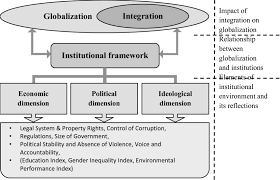 Globalization
Integration
Impact of
integration on
globalization
Institutional framework
Relationship
between
globalization
and institutions
Elements of
institutional
environment and
its reflections
Economic
dimension
Political
dimension
Ideological
dimension
• Legal System & Property Rights, Control of Corruption,
• Regulations, Size of Government,
• Political Stability and Absence of Violence, Voice and
Accountability,
• (Education index, Gender Inequality Index, Environmental
Performance Index)